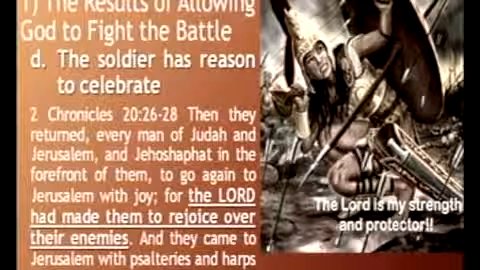 1) The Results of Allowing
God to Fight the Battle
d. The soldier has reason
to celebrate
2 Chronicles 20:26-28 Then they
returned, every man of Judah and
Jerusalem, and Jehoshaphat in the
forefront of them, to go again to
Jerusalem with joy; for the LORD
had made them to rejoice over
their enemies. And they came to
Jerusalem with psalteries and harps
The Lord is my strength
and protector!!